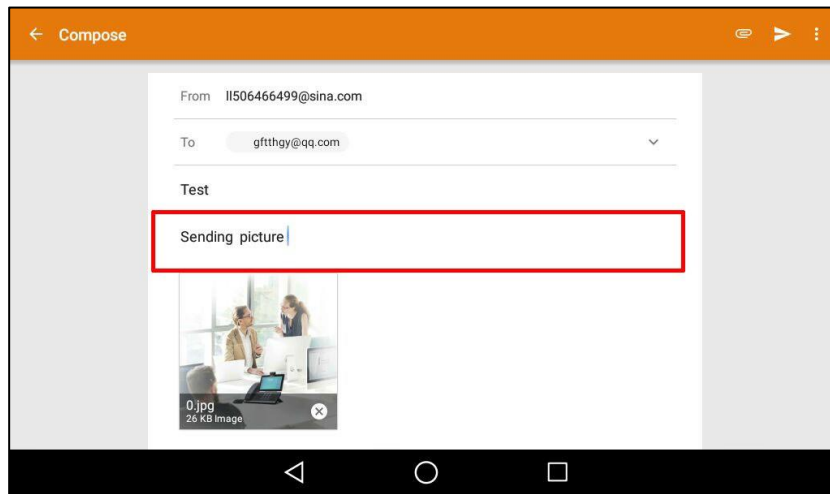 Compose
From ll506466499@sina.com
To gftthgy@qq.com
Test
Sending picture
0.jpg
26 KB Image